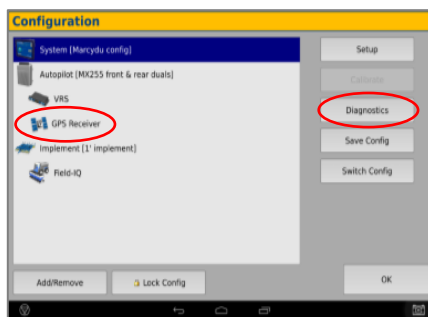 Configuration
System [Marcydu config]
Autopilot [MX255 front & rear duals]
VRS
GPS Receiver
Implement [1' implement]
Field-IQ
Setup
Calibrate
Diagnostics
Save Config
Switch Config
Add/Remove
Lock Config
OK